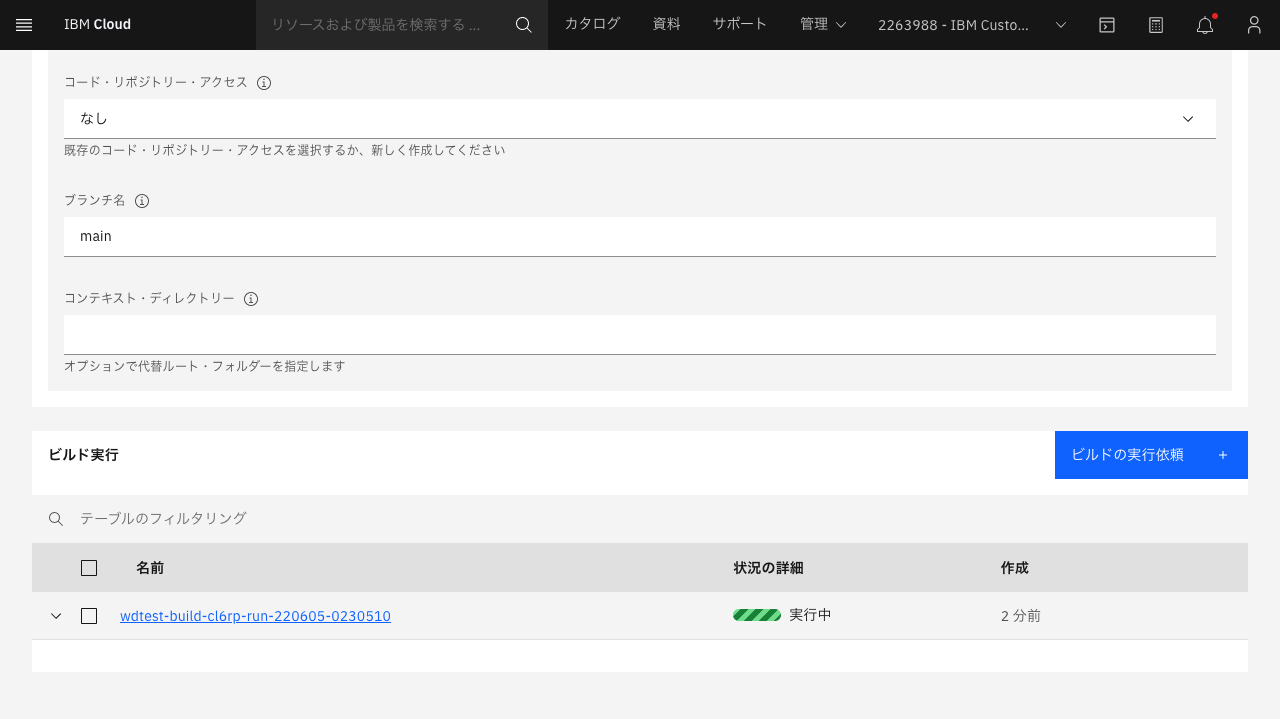 IBM Cloud
リソースおよび製品を検索する ...
カタログ
資料
サポート
管理
2263988 - IBM Custo...
コード・リポジトリー・アクセス
なし
既存のコード・リポジトリー・アクセスを選択するか、新しく作成してください
ブランチ名
main
コンテキスト・ディレクトリー
オプションで代替ルート・フォルダーを指定します
ビルド実行
ビルドの実行依頼 +
テーブルのフィルタリング
名前 状況の詳細 作成
wdtest-build-cl6rp-run-220605-0230510 実行中 2 分前